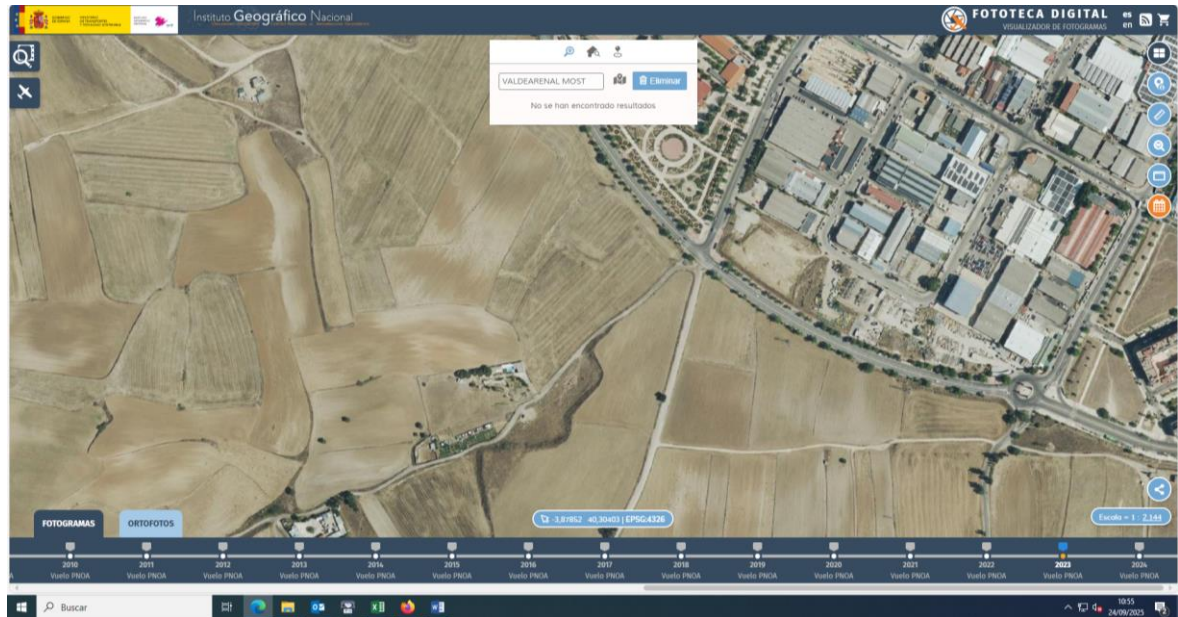 GOBIERNO DE ESPAÑA
Instituto Geográfico Nacional
FOTOTECA DIGITAL
VISUALIZADOR DE FOTOGRAMAS
es
en
VALDEARENAL MOST
Eliminar
No se han encontrado resultados
FOTOGRAMAS
ORTOFOTOS
-3,87852 40,30403 | EPSG:4326
Escala = 1 : 2.144
2010 2011 2012 2013 2014 2015 2016 2017 2018 2019 2020 2021 2022 2023 2024
Vuelo PNOA Vuelo PNOA Vuelo PNOA Vuelo PNOA Vuelo PNOA Vuelo PNOA Vuelo PNOA Vuelo PNOA Vuelo PNOA Vuelo PNOA Vuelo PNOA Vuelo PNOA Vuelo PNOA Vuelo PNOA Vuelo PNOA
Buscar
10:55
24/09/2025